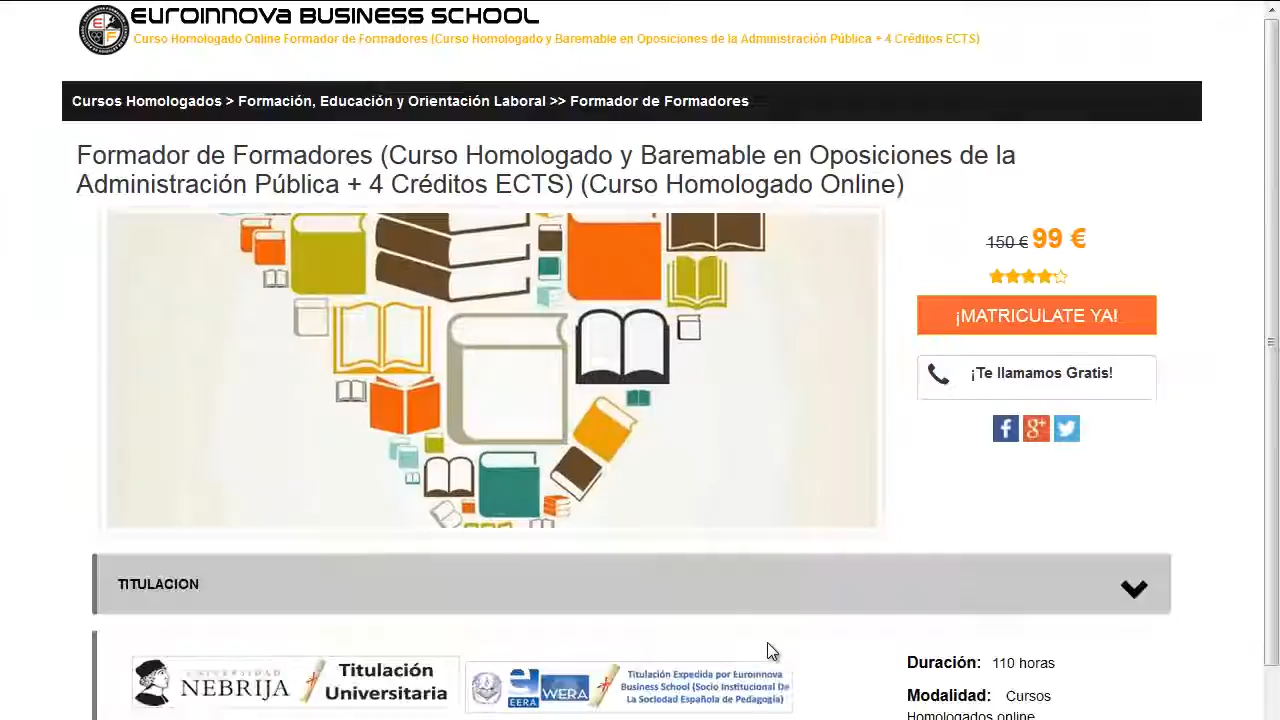 EUROINNOVA BUSINESS SCHOOL
Curso Homologado Online Formador de Formadores (Curso Homologado y Baremable en Oposiciones de la Administración Pública + 4 Créditos ECTS)
Cursos Homologados > Formación, Educación y Orientación Laboral >> Formador de Formadores
Formador de Formadores (Curso Homologado y Baremable en Oposiciones de la
Administración Pública + 4 Créditos ECTS) (Curso Homologado Online)
150 € 99 €
¡MATRICULATE YA!
¡Te llamamos Gratis!
TITULACION
UNIVERSIDAD
NEBRIJA
Titulación
Universitaria
EERA
WERA
Titulación Expedida por Euroinnova
Business School (Socio Institucional De
La Sociedad Española de Pedagogía)
Duración: 110 horas
Modalidad: Cursos
Homologados online